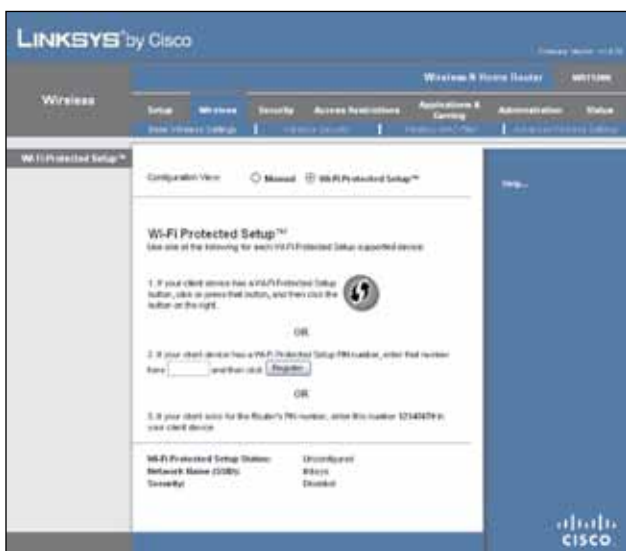 LINKSYS® by Cisco
Wireless-N Home Router
Wireless
Setup Wireless Security Access Restrictions Applications & Gaming Administration Status
Basic Wireless Settings
Wi-Fi Protected Setup™
Configuration View: Manual Wi-Fi Protected Setup™
Help...
Wi-Fi Protected Setup™
Use one of the following for each Wi-Fi Protected Setup supported device:
1. If your client device has a Wi-Fi Protected Setup
button, click or press that button, and then click the
button on the right.
OR
2. If your client device has a Wi-Fi Protected Setup PIN number, enter that number
here and then click Register
OR
3. If your client asks for the Router's PIN number, enter this number in
your client device.
Wi-Fi Protected Setup Status: Unconfigured
Network Name (SSID): linksys
Security: Disabled
CISCO